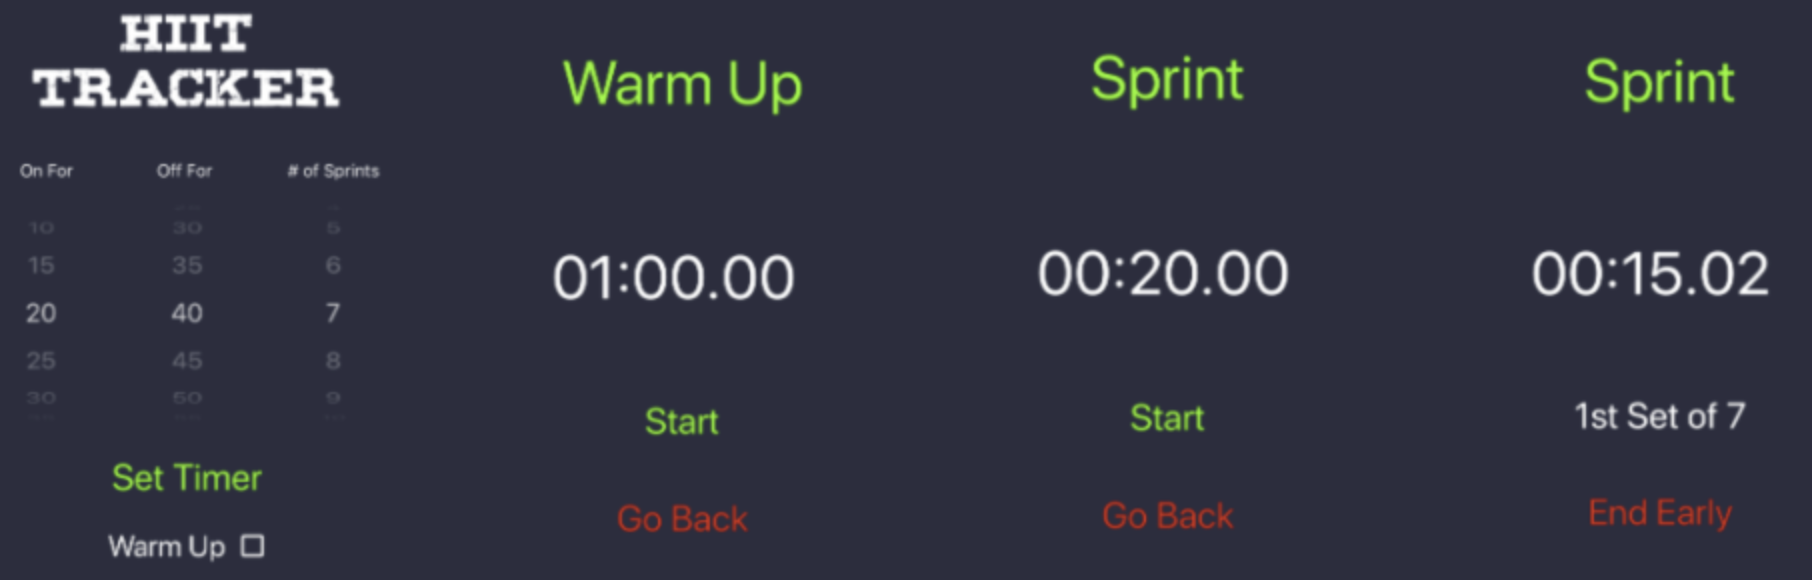 HIIT
TRACKER
On For Off For # of Sprints
10 30 5
15 35 6
20 40 7
25 45 8
30 50 9
Set Timer
Warm Up
Warm Up
01:00.00
Start
Go Back
Sprint
00:20.00
Start
Go Back
Sprint
00:15.02
1st Set of 7
End Early